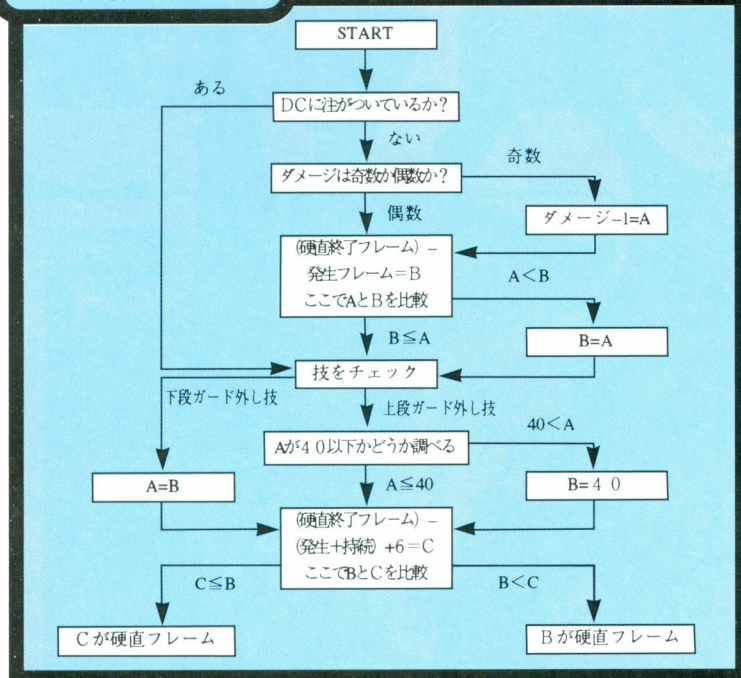 START
ある
DCに注がついているか?
ない
奇数
ダメージは奇数か偶数か?
偶数
ダメージ−1=A
(硬直終了フレーム)−
発生フレーム=B
ここでAとBを比較
A<B
B≦A
B=A
技をチェック
下段ガード外し技
上段ガード外し技
40<A
Aが40以下かどうか調べる
A=B
A≦40
B=40
(硬直終了フレーム)−
(発生+持続)+6=C
ここでBとCを比較
C≦B
B<C
Cが硬直フレーム
Bが硬直フレーム